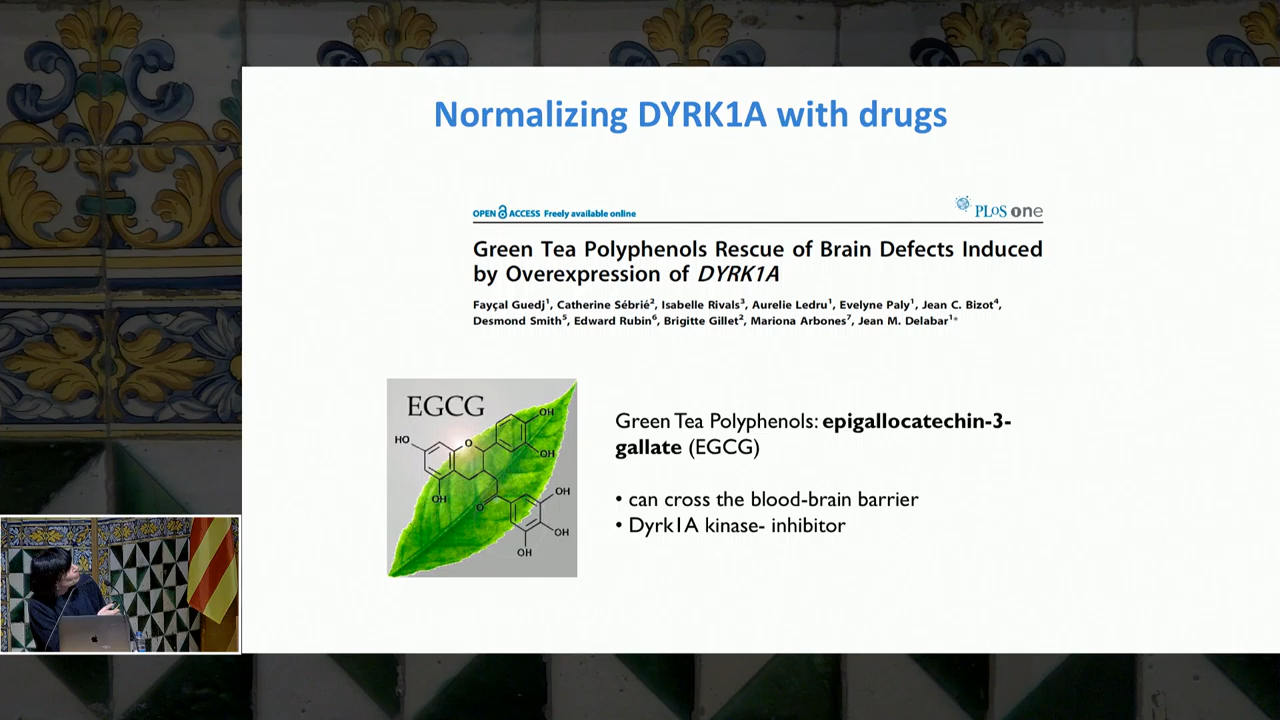 Normalizing DYRK1A with drugs
OPEN ACCESS Freely available online
PLoS one
Green Tea Polyphenols Rescue of Brain Defects Induced
by Overexpression of DYRK1A
Fayçal Guedj1, Catherine Sébrié2, Isabelle Rivals3, Aurelie Ledru1, Evelyne Paly1, Jean C. Bizot4,
Desmond Smith5, Edward Rubin6, Brigitte Gillet2, Mariona Arbones7, Jean M. Delabar1*
EGCG
OH
HO
O
OH
OH
OH
O
OH
OH
Green Tea Polyphenols: epigallocatechin-3-
gallate (EGCG)
• can cross the blood-brain barrier
• Dyrk1A kinase- inhibitor